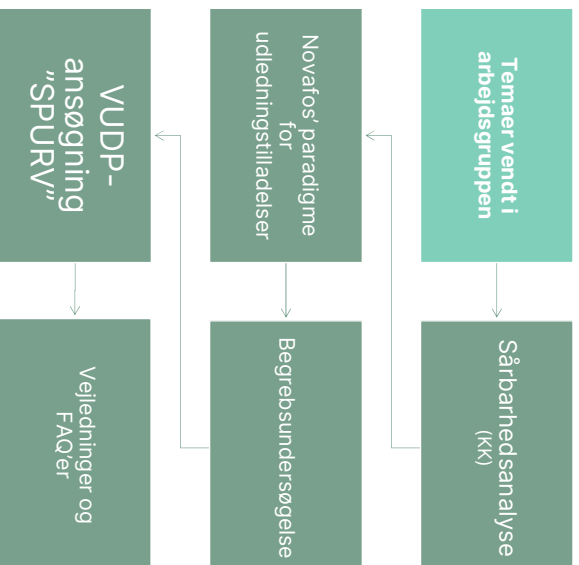 Temaer vendt i
arbejdsgruppen
Sårbarhedsanalyse
(KK)
Novafos’ paradigme
for
udledningstilladelser
Begrebsundersøgelse
VUDP-
ansøgning
”SPURV”
Vejledninger og
FAQ’er